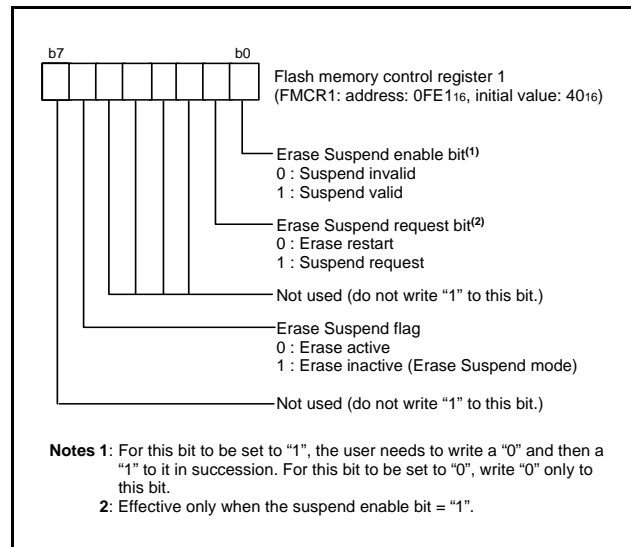 b7 b0
Flash memory control register 1
(FMCR1: address: 0FE116, initial value: 4016)
Erase Suspend enable bit(1)
0 : Suspend invalid
1 : Suspend valid
Erase Suspend request bit(2)
0 : Erase restart
1 : Suspend request
Not used (do not write “1” to this bit.)
Erase Suspend flag
0 : Erase active
1 : Erase inactive (Erase Suspend mode)
Not used (do not write “1” to this bit.)
Notes 1: For this bit to be set to “1”, the user needs to write a “0” and then a
“1” to it in succession. For this bit to be set to “0”, write “0” only to
this bit.
2: Effective only when the suspend enable bit = “1”.